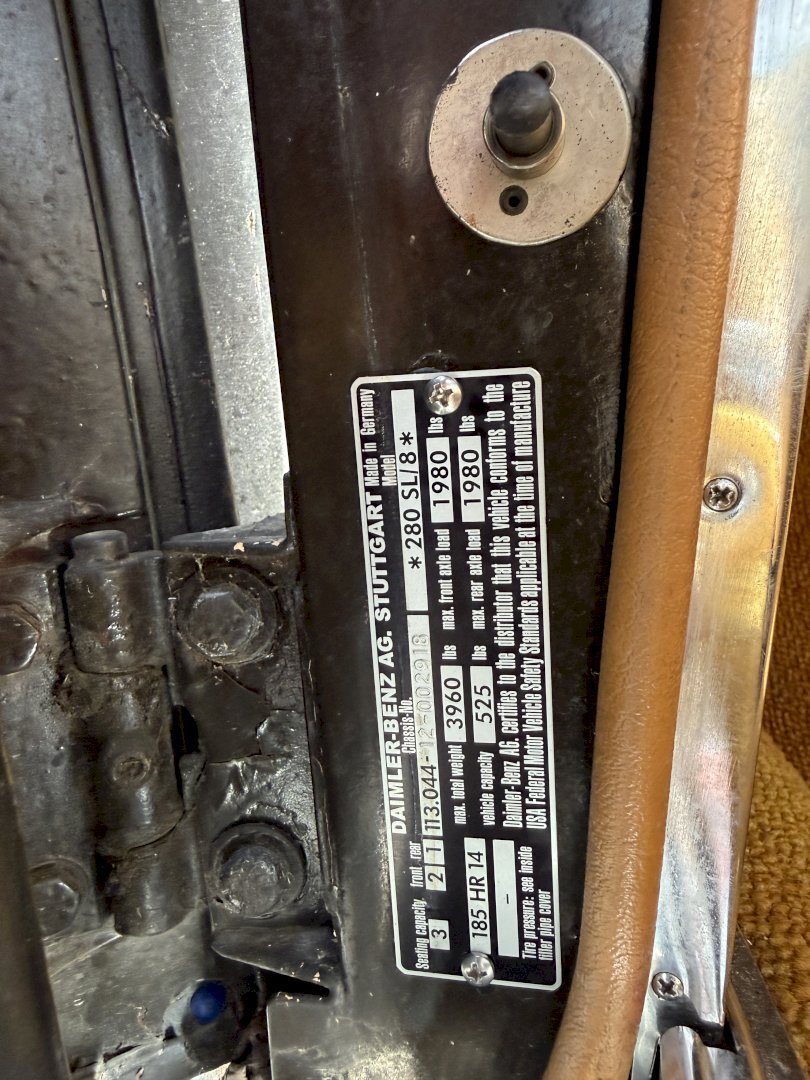 DAIMLER-BENZ AG. STUTTGART Made in Germany
Seating capacity, front, rear Chassis-No. Model
3 2 1 113.044-12-002918 *280 SL/8*
max. total weight 3960 lbs max. front axle load 1980 lbs
185 HR 14 vehicle capacity 525 lbs max. rear axle load 1980 lbs
–
Tire pressure: see inside
filler pipe cover
Daimler-Benz AG. certifies to the distributor that this vehicle conforms to the
USA Federal Motor Vehicle Safety Standards applicable at the time of manufacture